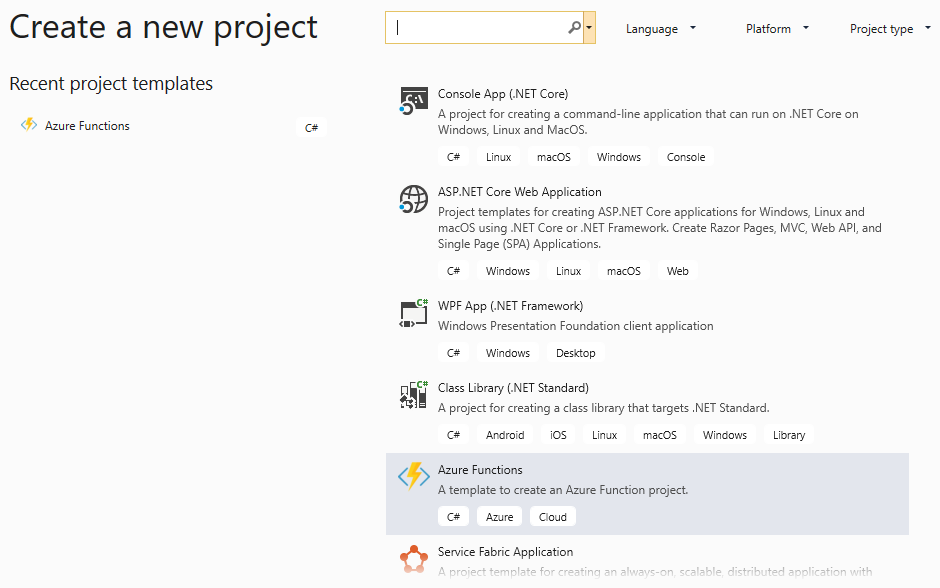 Create a new project
Language
Platform
Project type
Recent project templates
Azure Functions
C#
Console App (.NET Core)
A project for creating a command-line application that can run on .NET Core on
Windows, Linux and MacOS.
C# Linux macOS Windows Console
ASP.NET Core Web Application
Project templates for creating ASP.NET Core applications for Windows, Linux and
macOS using .NET Core or .NET Framework. Create Razor Pages, MVC, Web API, and
Single Page (SPA) Applications.
C# Windows Linux macOS Web
C#
WPF App (.NET Framework)
Windows Presentation Foundation client application
C# Windows Desktop
C#
Class Library (.NET Standard)
A project for creating a class library that targets .NET Standard.
C# Android iOS Linux macOS Windows Library
Azure Functions
A template to create an Azure Function project.
C# Azure Cloud
Service Fabric Application
A project template for creating an always-on, scalable, distributed application with